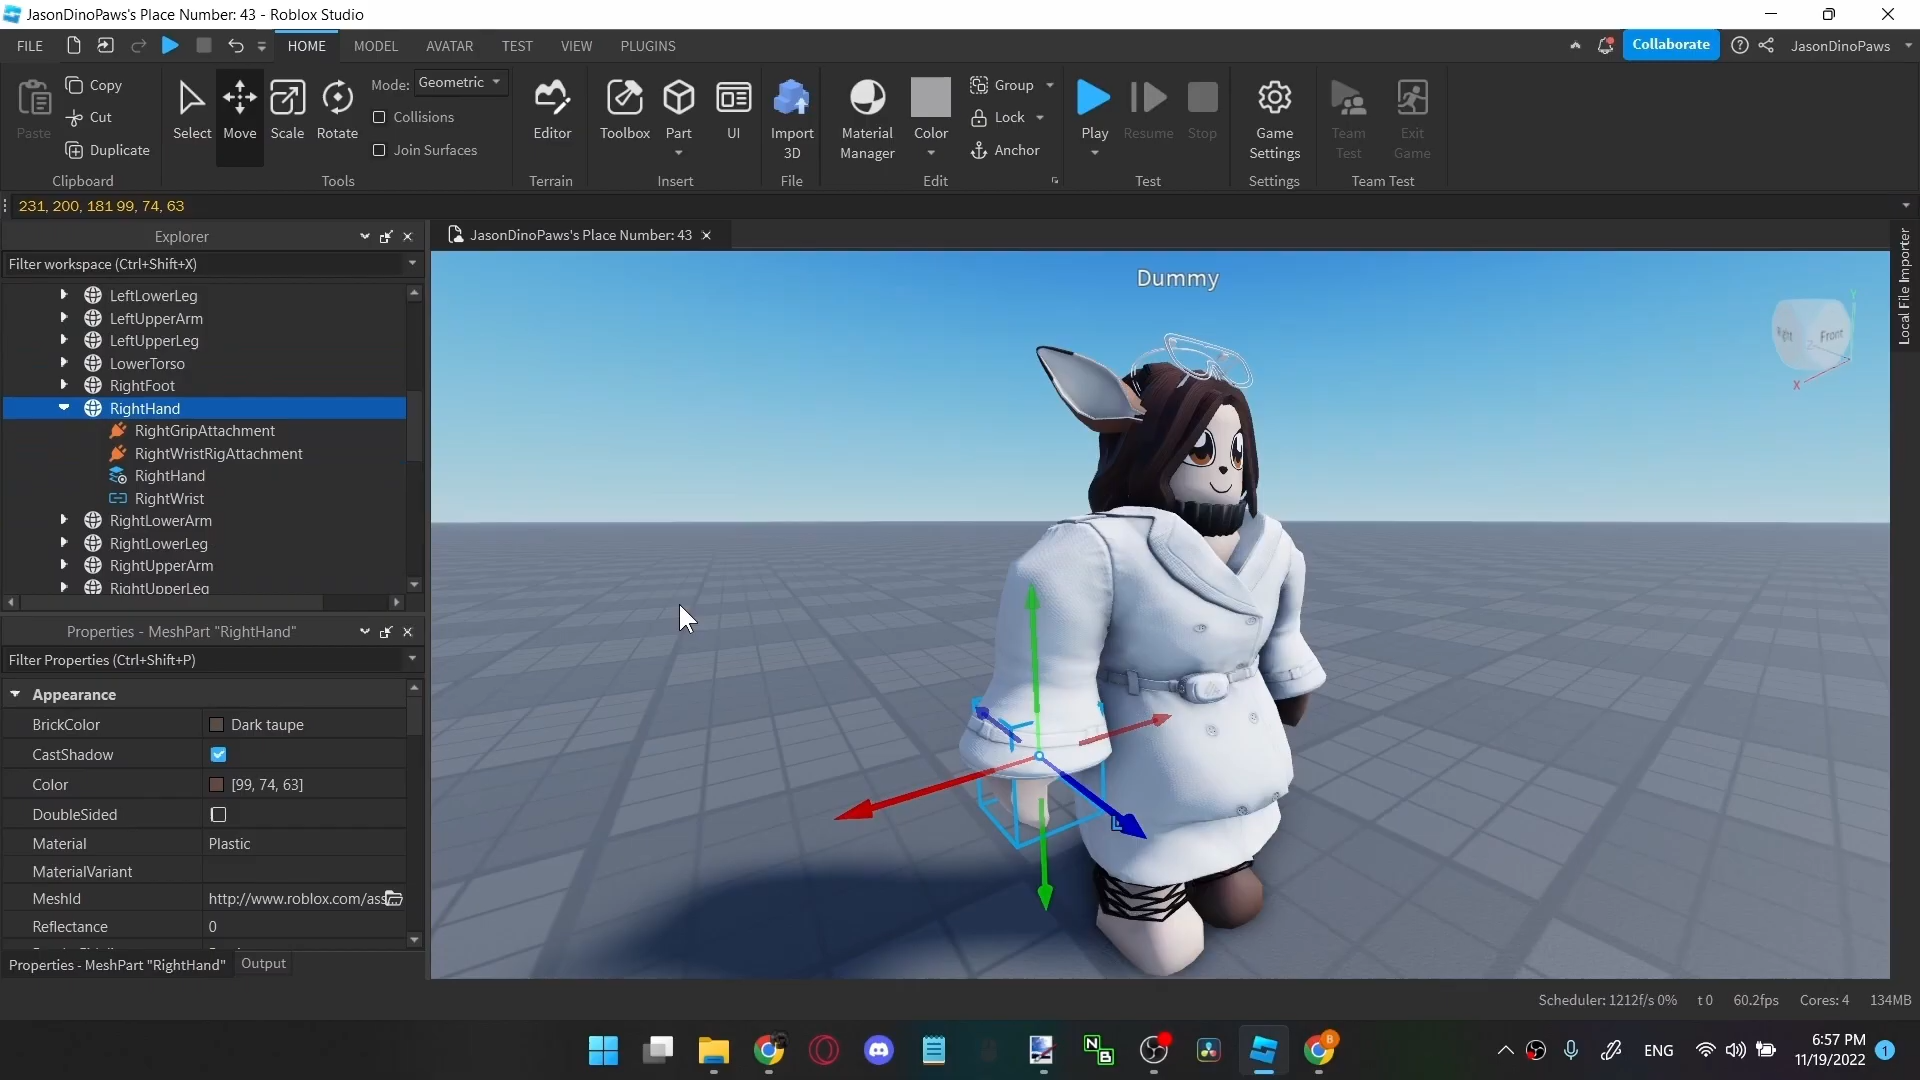 JasonDinoPaws's Place Number: 43 - Roblox Studio
FILE HOME MODEL AVATAR TEST VIEW PLUGINS Collaborate JasonDinoPaws
Paste Copy Cut Duplicate Clipboard
Select Move Scale Rotate Mode: Geometric Collisions Join Surfaces Tools
Editor Terrain
Toolbox Part UI Insert
Import 3D File
Material Manager Color Group Lock Anchor Edit
Play Resume Stop Test
Game Settings Settings
Team Test Exit Game Team Test
231, 200, 181 99, 74, 63
Explorer
Filter workspace (Ctrl+Shift+X)
LeftLowerLeg
LeftUpperArm
LeftUpperLeg
LowerTorso
RightFoot
RightHand
RightGripAttachment
RightWristRigAttachment
RightHand
RightWrist
RightLowerArm
RightLowerLeg
RightUpperArm
RightUpperLeg
Properties - MeshPart "RightHand"
Filter Properties (Ctrl+Shift+P)
Appearance
BrickColor Dark taupe
CastShadow
Color [99, 74, 63]
DoubleSided
Material Plastic
MaterialVariant
MeshId http://www.roblox.com/ass
Reflectance 0
Properties - MeshPart "RightHand" Output
JasonDinoPaws's Place Number: 43
Dummy
Right Front
Y
Z
X
Local File Importer
Scheduler: 1212f/s 0% t 0 60.2fps Cores: 4 134MB
N
B
B
ENG
6:57 PM
11/19/2022
1